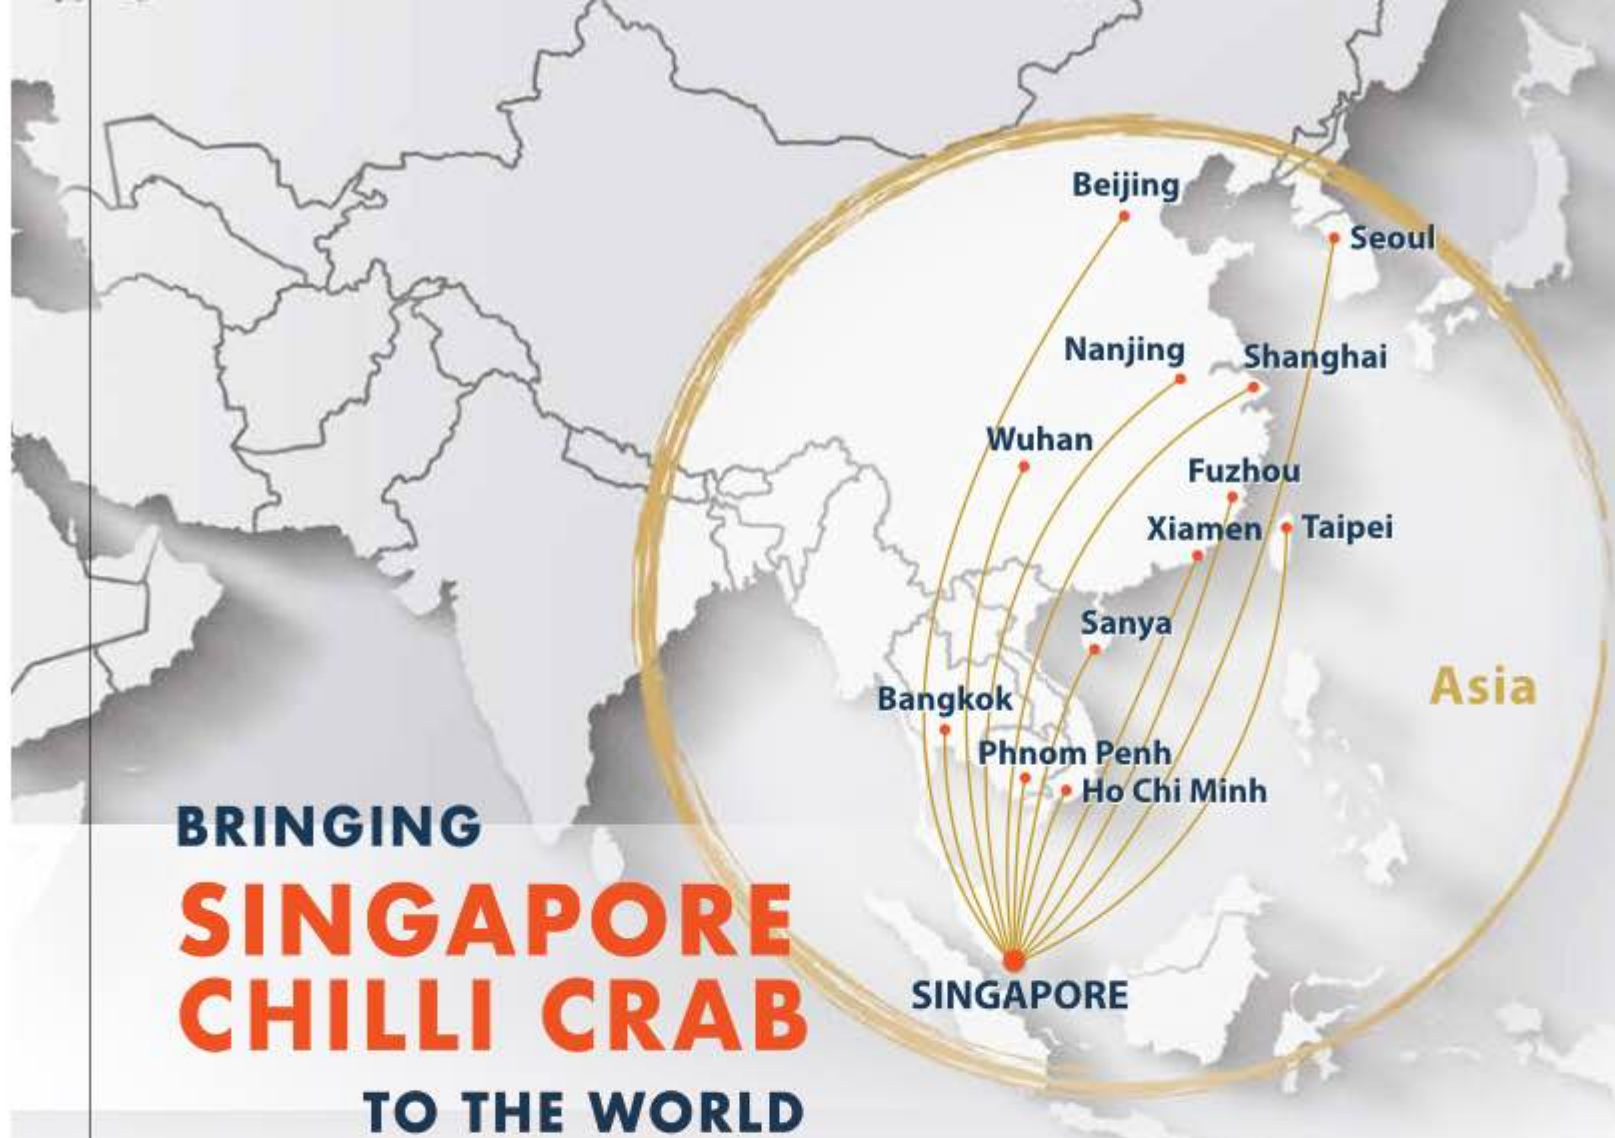 Beijing
Seoul
Nanjing
Shanghai
Wuhan
Fuzhou
Xiamen
Taipei
Sanya
Asia
Bangkok
Phnom Penh
Ho Chi Minh
SINGAPORE
BRINGING
SINGAPORE
CHILLI CRAB
TO THE WORLD